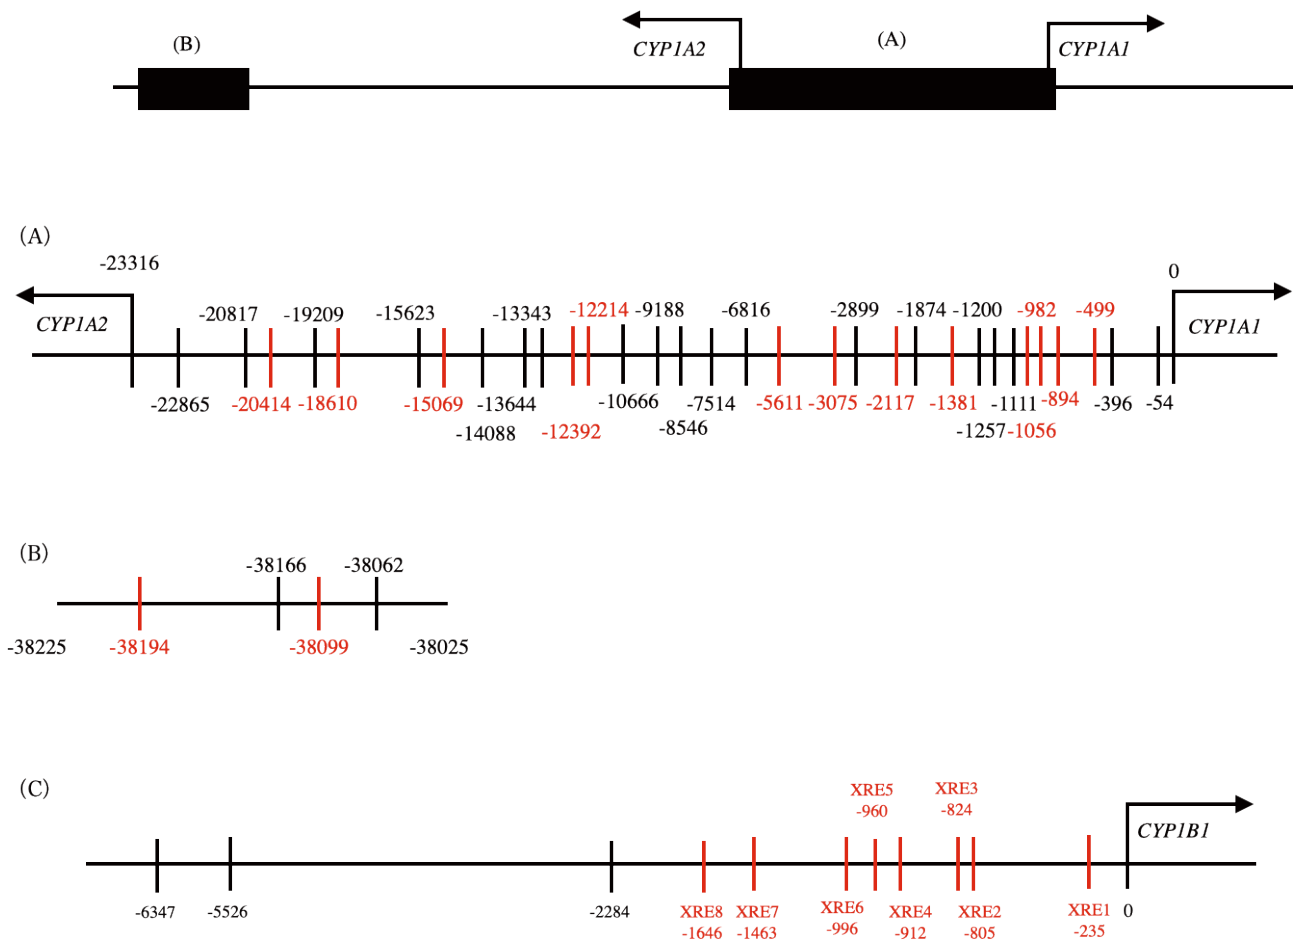 (B)
CYP1A2
(A)
CYP1A1
(A)
-23316
0
CYP1A2
CYP1A1
-20817 -19209 -15623 -13343 -12214 -9188 -6816 -2899 -1874 -1200 -982 -499
-22865 -20414 -18610 -15069 -13644 -10666 -7514 -5611 -3075 -2117 -1381 -1111 -894 -396 -54
-14088 -12392 -8546 -1257 -1056
(B)
-38166 -38062
-38225 -38194 -38099 -38025
(C)
XRE5 XRE3
-960 -824
CYP1B1
-6347 -5526 -2284 XRE8 XRE7 XRE6 XRE4 XRE2 XRE1 0
-1646 -1463 -996 -912 -805 -235